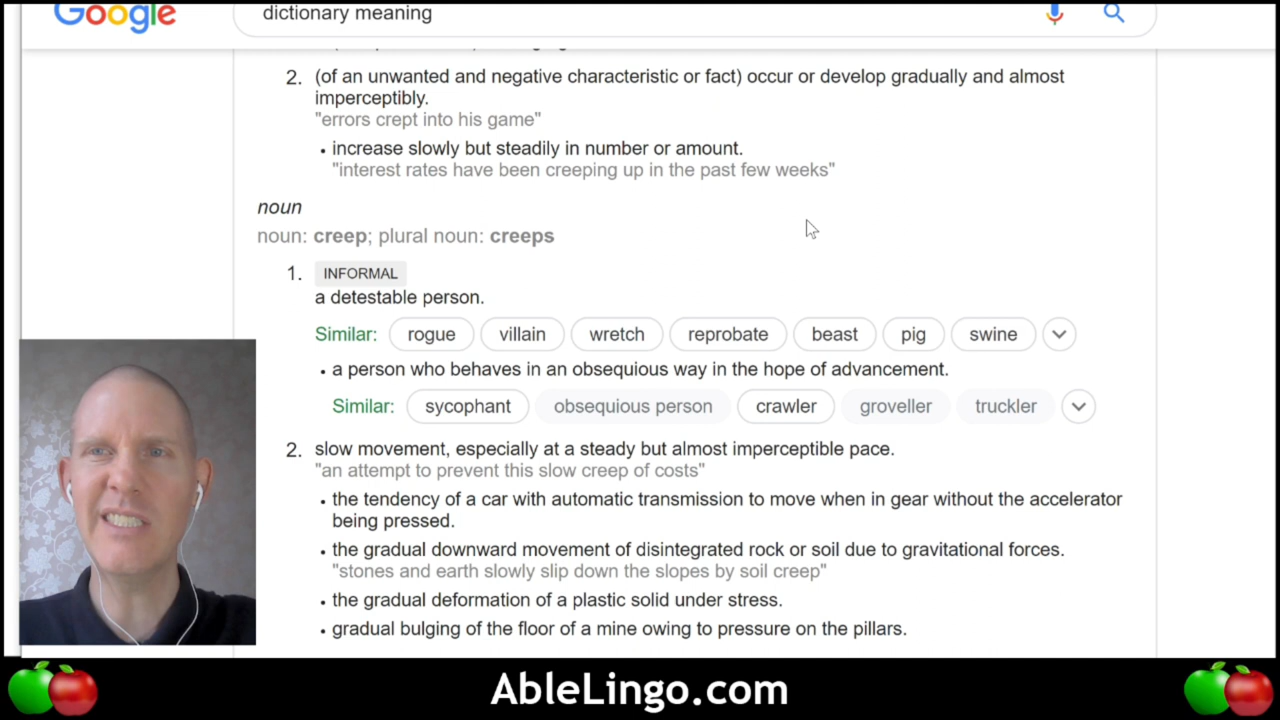 Google
dictionary meaning
2. (of an unwanted and negative characteristic or fact) occur or develop gradually and almost
imperceptibly.
"errors crept into his game"
• increase slowly but steadily in number or amount.
"interest rates have been creeping up in the past few weeks"
noun
noun: creep; plural noun: creeps
1. INFORMAL
a detestable person.
Similar: rogue villain wretch reprobate beast pig swine
• a person who behaves in an obsequious way in the hope of advancement.
Similar: sycophant obsequious person crawler groveller truckler
2. slow movement, especially at a steady but almost imperceptible pace.
"an attempt to prevent this slow creep of costs"
• the tendency of a car with automatic transmission to move when in gear without the accelerator
being pressed.
• the gradual downward movement of disintegrated rock or soil due to gravitational forces.
"stones and earth slowly slip down the slopes by soil creep"
• the gradual deformation of a plastic solid under stress.
• gradual bulging of the floor of a mine owing to pressure on the pillars.
AbleLingo.com